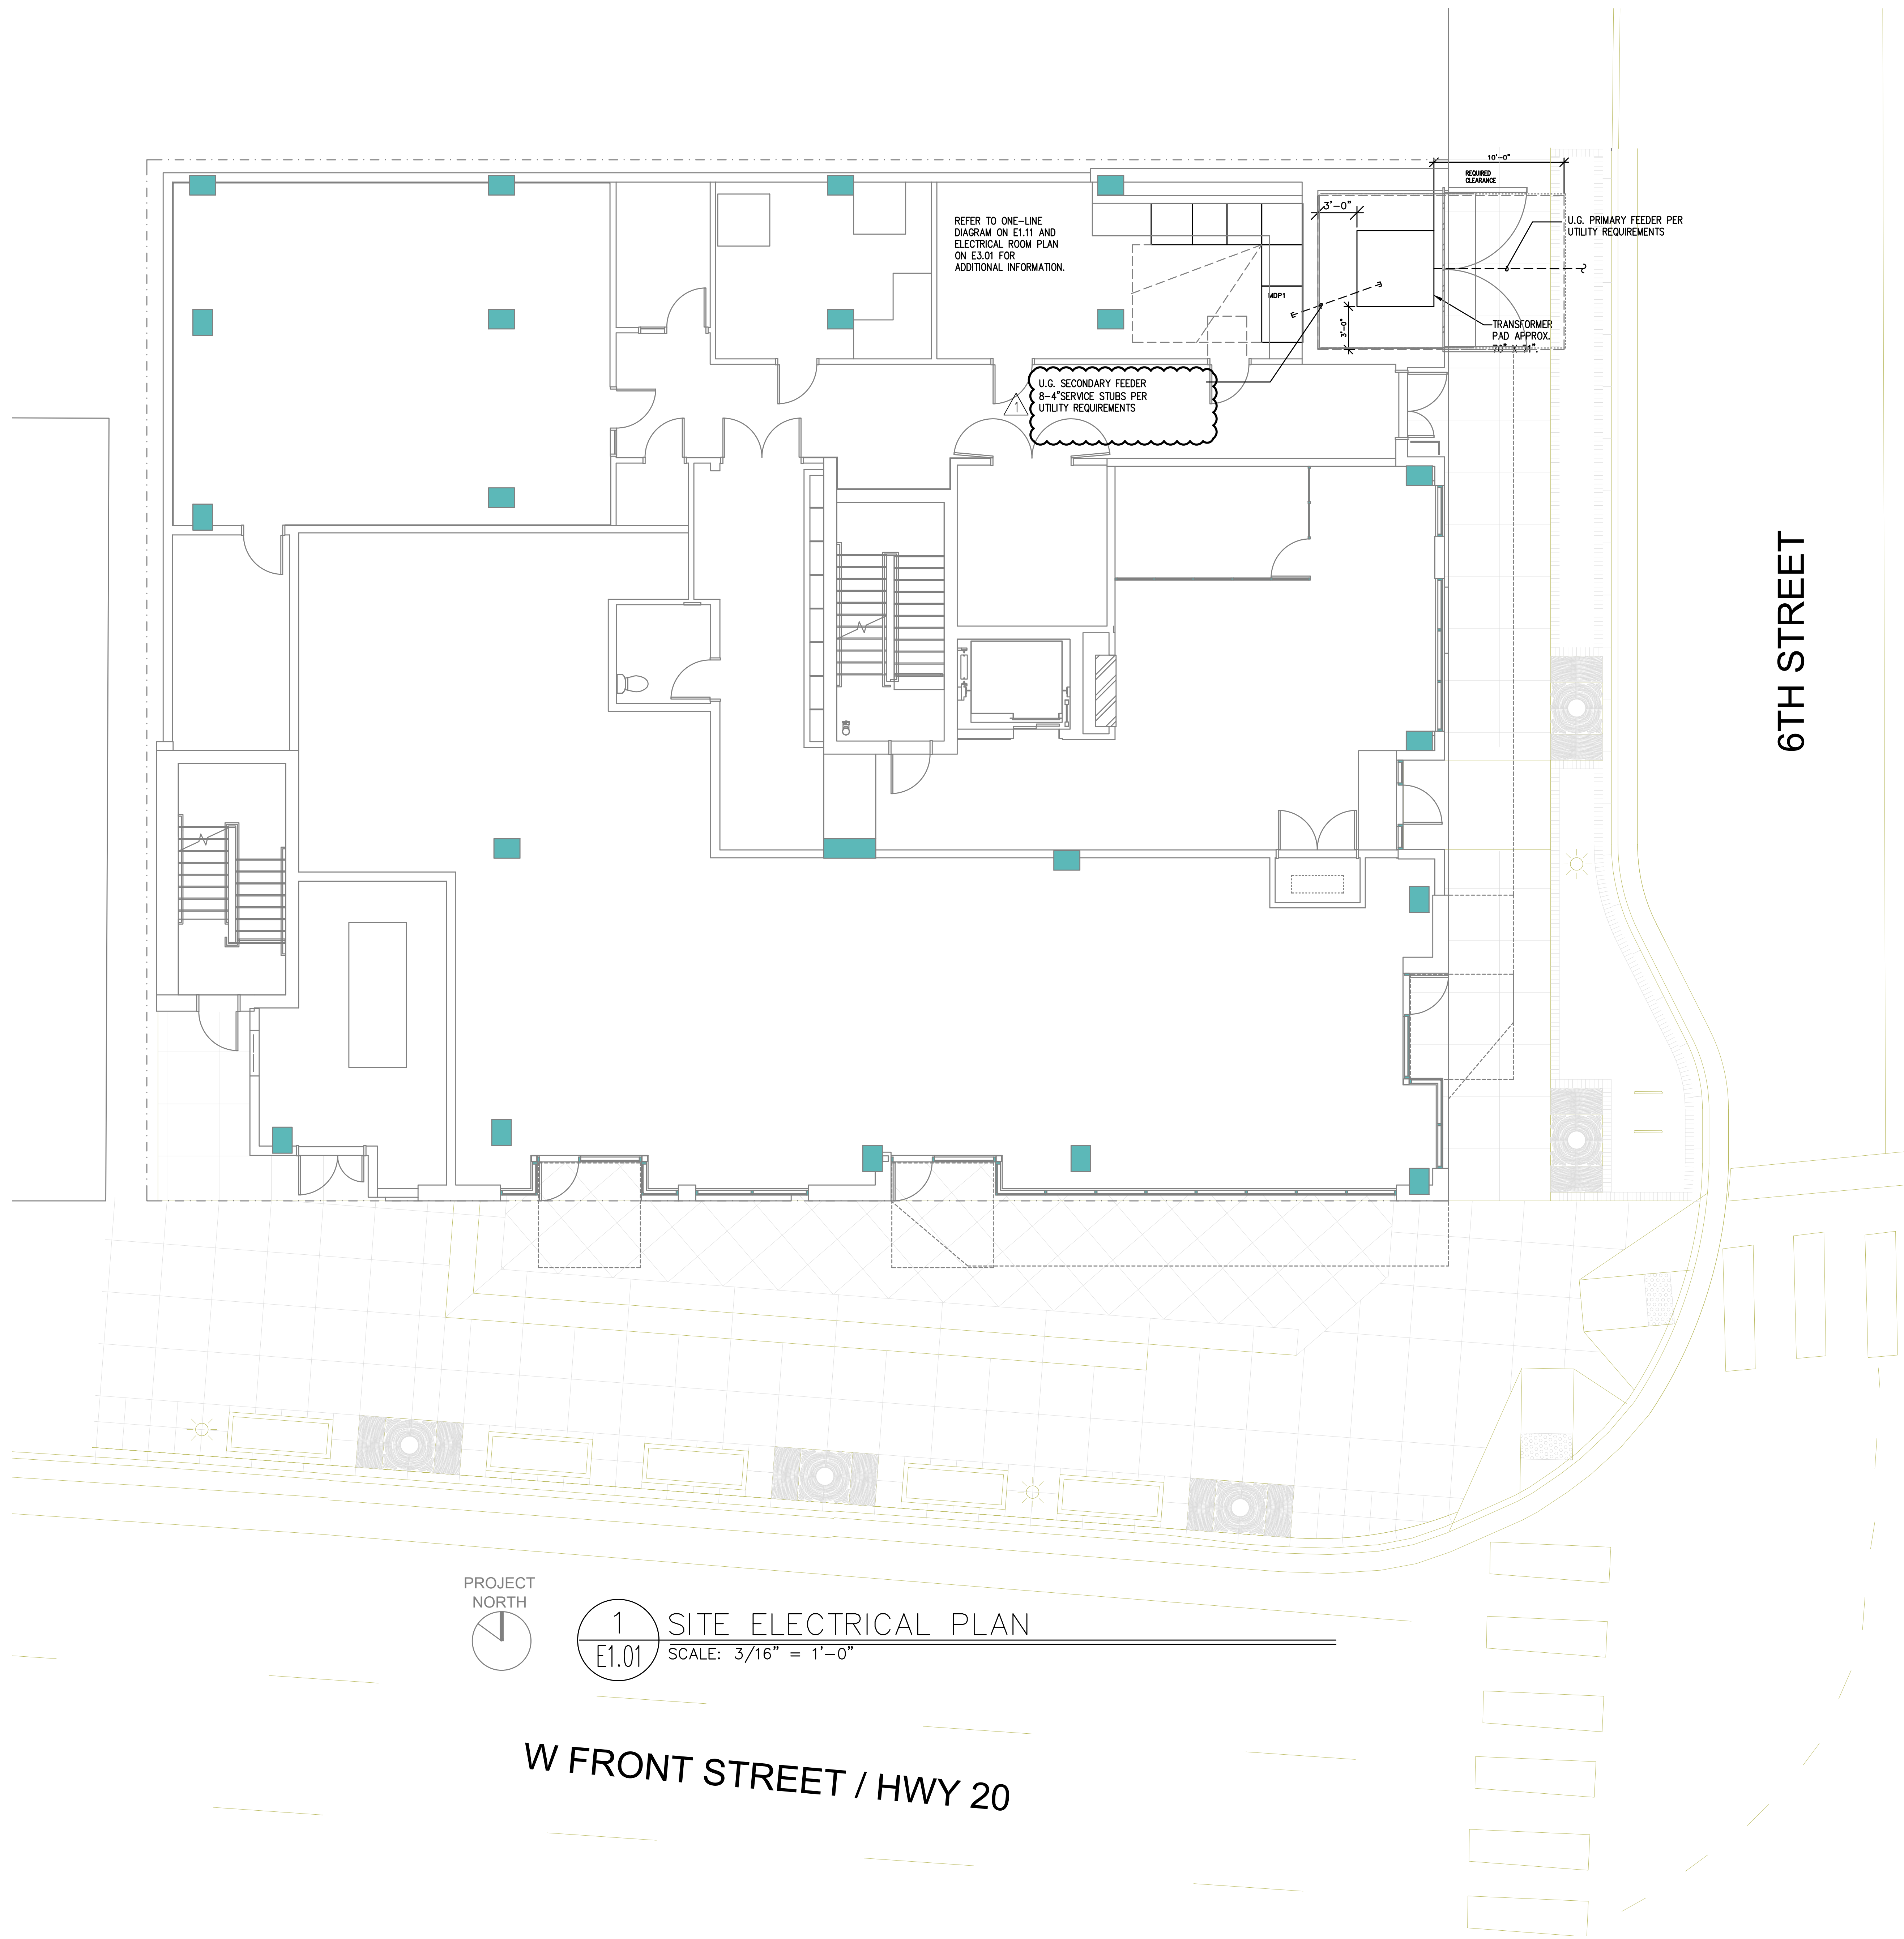 10'-0"
REQUIRED
CLEARANCE
3'-0"
REFER TO ONE-LINE
DIAGRAM ON E1.11 AND
ELECTRICAL ROOM PLAN
ON E3.01 FOR
ADDITIONAL INFORMATION.
U.G. PRIMARY FEEDER PER
UTILITY REQUIREMENTS
MDP1
E
E
3'-0"
TRANSFORMER
PAD APPROX.
70" X 71".
U.G. SECONDARY FEEDER
8-4"SERVICE STUBS PER
UTILITY REQUIREMENTS
1
6TH STREET
PROJECT
NORTH
1
E1.01
SITE ELECTRICAL PLAN
SCALE: 3/16" = 1'-0"
W FRONT STREET / HWY 20